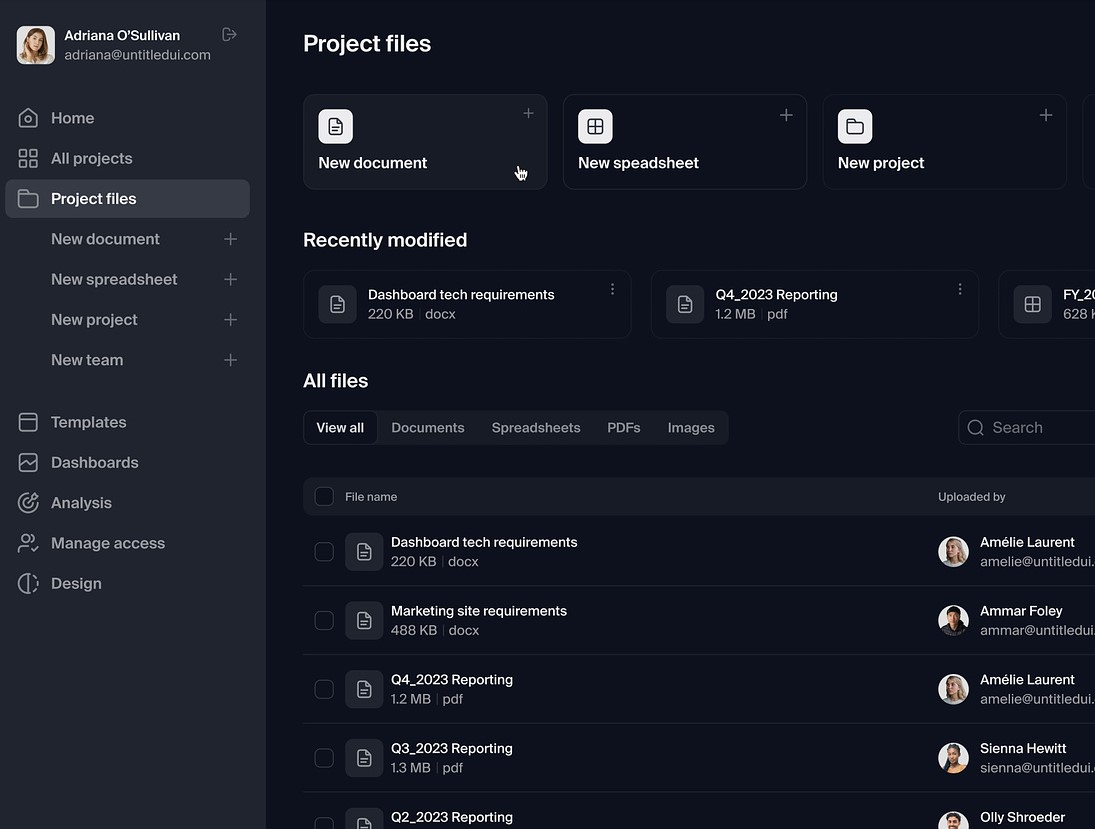 Adriana O'Sullivan
adriana@untitledui.com
Home
All projects
Project files
New document
New spreadsheet
New project
New team
Templates
Dashboards
Analysis
Manage access
Design
Project files
New document
New speadsheet
New project
Recently modified
Dashboard tech requirements
220 KB docx
Q4_2023 Reporting
1.2 MB pdf
FY_20
628 K
All files
View all Documents Spreadsheets PDFs Images
Search
File name Uploaded by
Dashboard tech requirements
220 KB docx
Amélie Laurent
amelie@untitledui.
Marketing site requirements
488 KB docx
Ammar Foley
ammar@untitledui
Q4_2023 Reporting
1.2 MB pdf
Amélie Laurent
amelie@untitledui.
Q3_2023 Reporting
1.3 MB pdf
Sienna Hewitt
sienna@untitledui.
Q2_2023 Reporting
Olly Shroeder